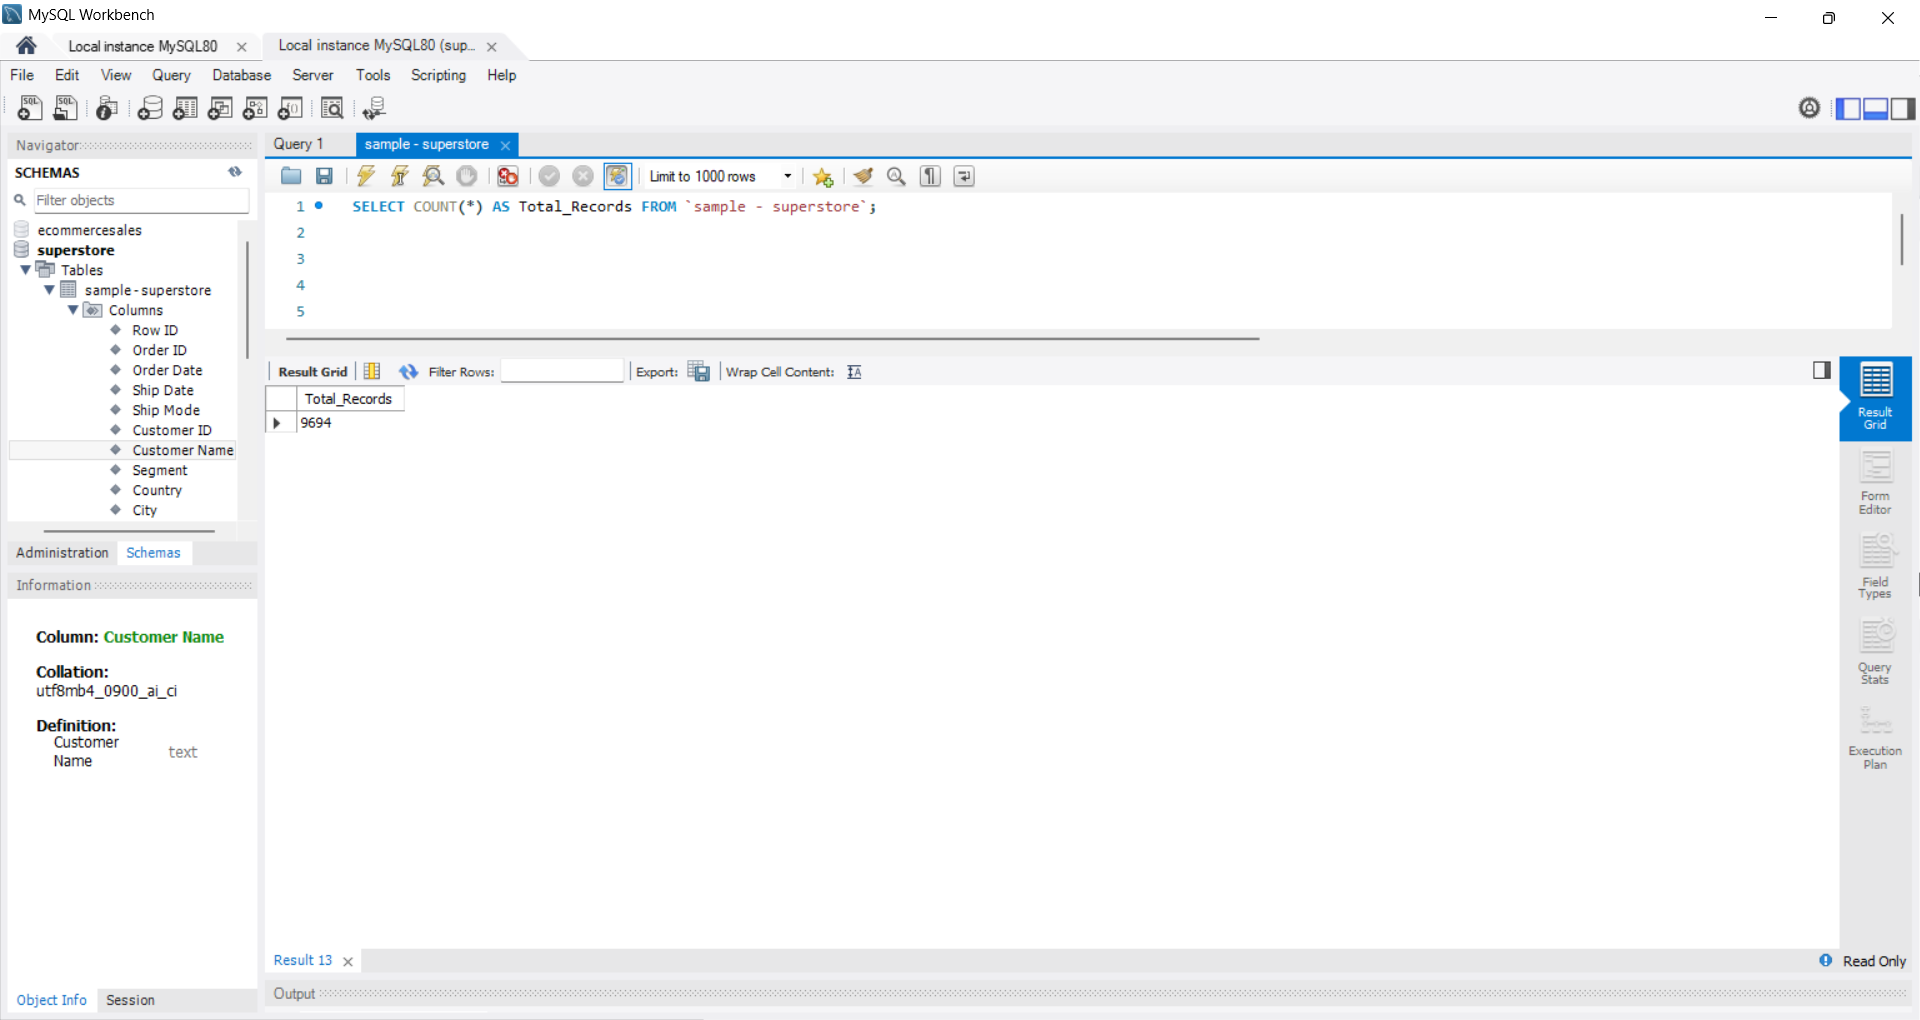 MySQL Workbench
Local instance MySQL80
Local instance MySQL80 (sup...
File Edit View Query Database Server Tools Scripting Help
Navigator
SCHEMAS
Filter objects
ecommercesales
superstore
Tables
sample - superstore
Columns
Row ID
Order ID
Order Date
Ship Date
Ship Mode
Customer ID
Customer Name
Segment
Country
City
Administration Schemas
Information
Column: Customer Name
Collation:
utf8mb4_0900_ai_ci
Definition:
Customer
Name
text
Object Info Session
Query 1 sample - superstore
Limit to 1000 rows
1 SELECT COUNT(*) AS Total_Records FROM `sample - superstore`;
2
3
4
5
Result Grid Filter Rows: Export: Wrap Cell Content:
Total_Records
9694
Result
Grid
Form
Editor
Field
Types
Query
Stats
Execution
Plan
Result 13
Read Only
Output